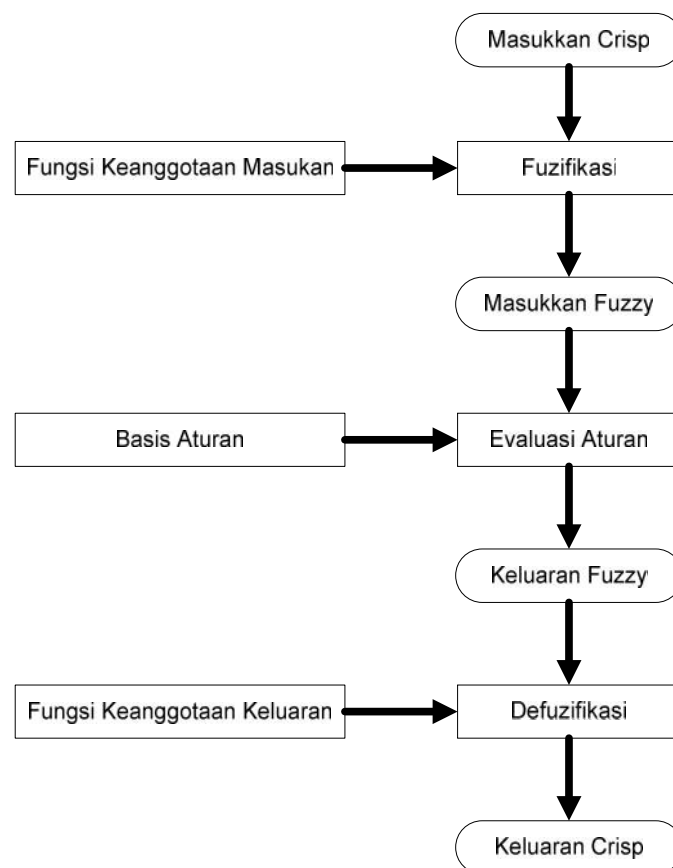 Masukkan Crisp
Fungsi Keanggotaan Masukan
Fuzifikasi
Masukkan Fuzzy
Basis Aturan
Evaluasi Aturan
Keluaran Fuzzy
Fungsi Keanggotaan Keluaran
Defuzifikasi
Keluaran Crisp